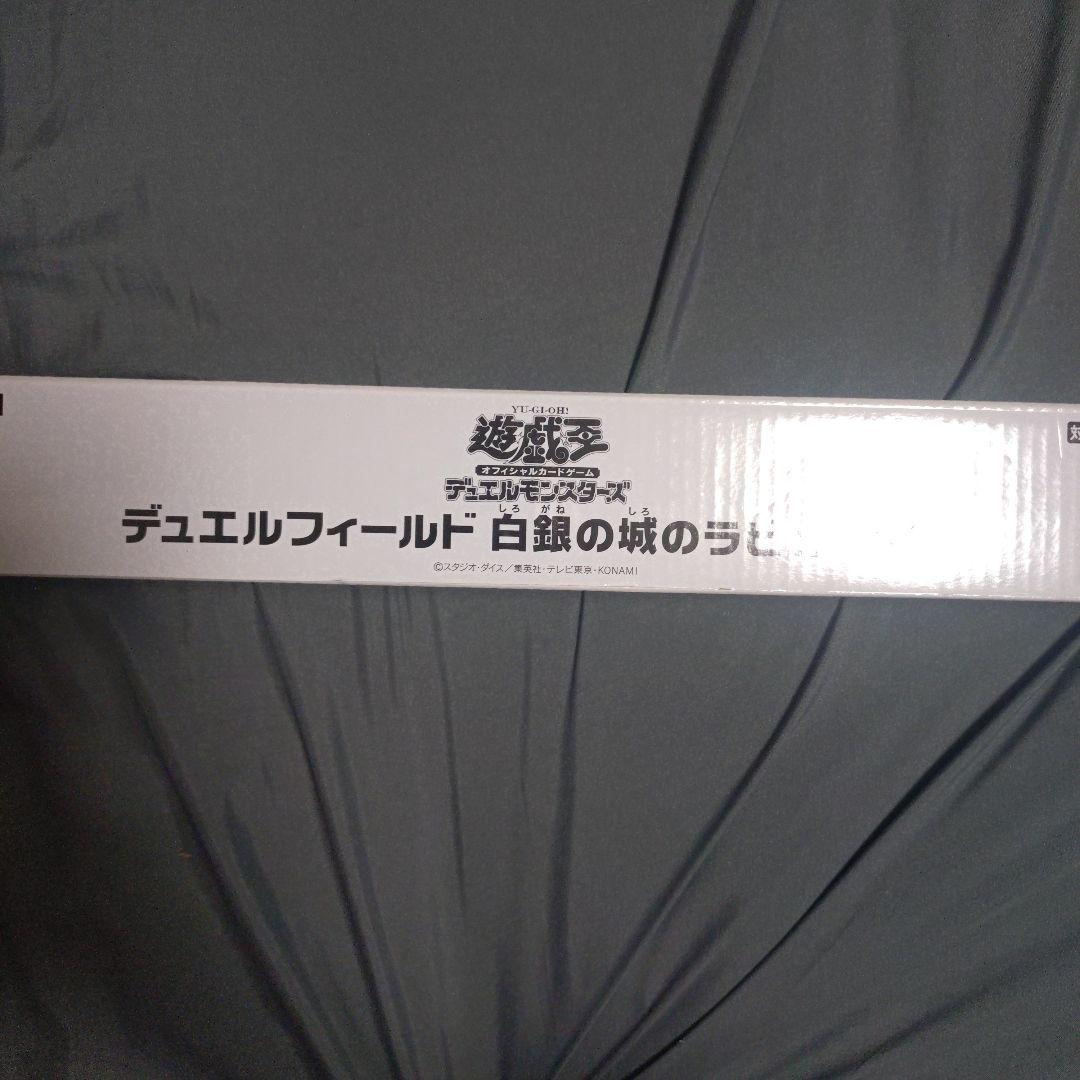 YU-GI-OH!
遊戯王
オフィシャルカードゲーム
デュエルモンスターズ
しろ がね しろ
デュエルフィールド 白銀の城のラビ
©スタジオ・ダイス／集英社・テレビ東京・KONAMI
対